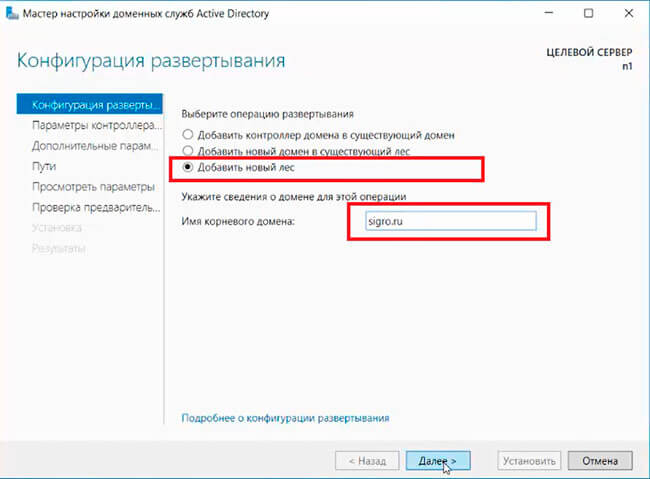 Мастер настройки доменных служб Active Directory
Конфигурация развертывания
ЦЕЛЕВОЙ СЕРВЕР
n1
Конфигурация разверты...
Параметры контроллера...
Дополнительные парам...
Пути
Просмотреть параметры
Проверка предваритель...
Установка
Результаты
Выберите операцию развертывания
Добавить контроллер домена в существующий домен
Добавить новый домен в существующий лес
Добавить новый лес
Укажите сведения о домене для этой операции
Имя корневого домена:
sigro.ru
Подробнее о конфигурации развертывания
< Назад
Далее >
Установить
Отмена